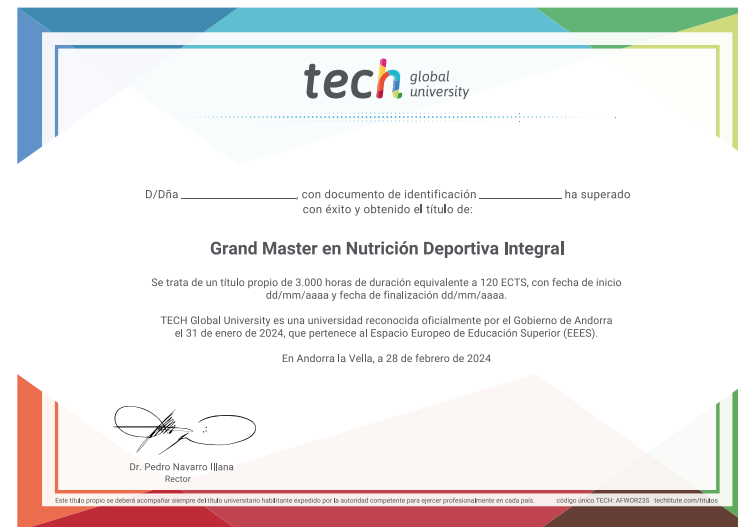 tech global university
D/Dña ____________________, con documento de identificación ______________ ha superado
con éxito y obtenido el título de:
Grand Master en Nutrición Deportiva Integral
Se trata de un título propio de 3.000 horas de duración equivalente a 120 ECTS, con fecha de inicio
dd/mm/aaaa y fecha de finalización dd/mm/aaaa.
TECH Global University es una universidad reconocida oficialmente por el Gobierno de Andorra
el 31 de enero de 2024, que pertenece al Espacio Europeo de Educación Superior (EEES).
En Andorra la Vella, a 28 de febrero de 2024
Dr. Pedro Navarro Illana
Rector
Este título propio se deberá acompañar siempre del título universitario habilitante expedido por la autoridad competente para ejercer profesionalmente en cada país. código único TECH: AFWOR23S techtitute.com/titulos